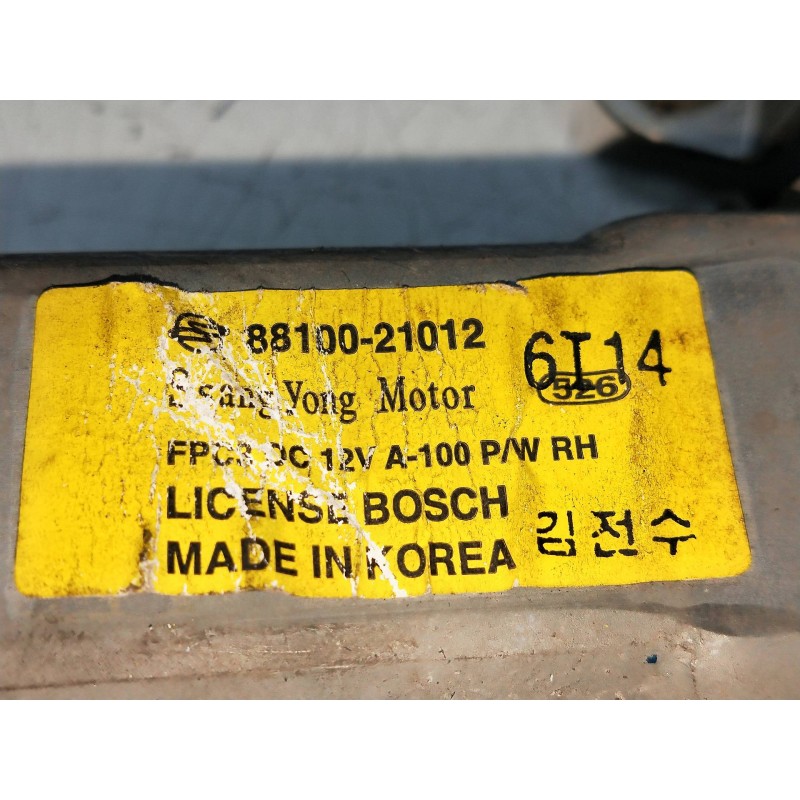 88100-21012
6I14
526
Ssang Yong Motor
DC 12V A-100 P/W RH
LICENSE BOSCH
MADE IN KOREA
김전수